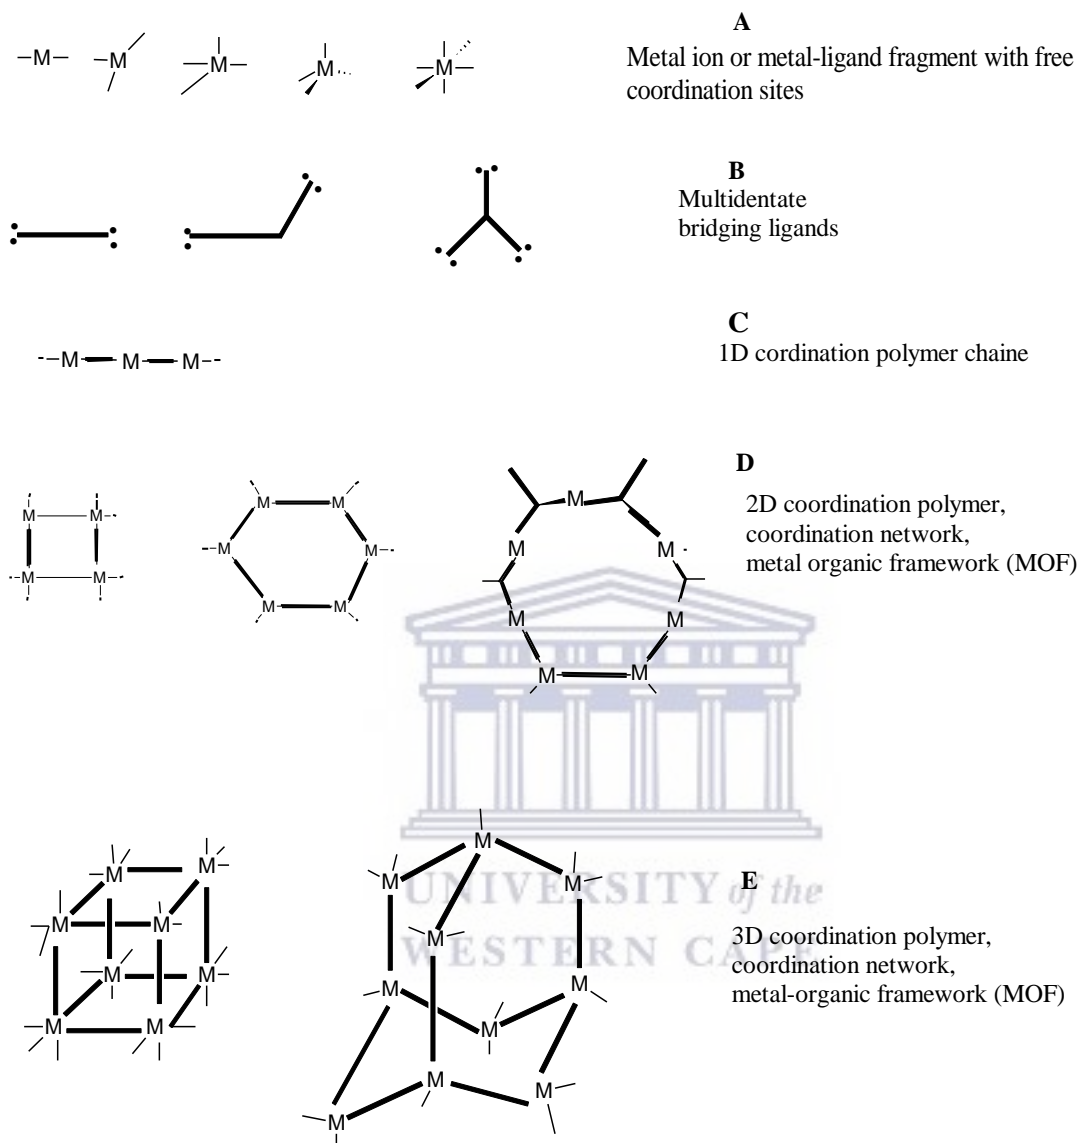 A
Metal ion or metal-ligand fragment with free
coordination sites
M M M M M
B
Multidentate
bridging ligands
C
1D cordination polymer chaine
M M M
D
2D coordination polymer,
coordination network,
metal organic framework (MOF)
M M
M M
M M
M M
M M
M
M M
M M
M M
E
3D coordination polymer,
coordination network,
metal-organic framework (MOF)
M M
M M
M M
M M
M
M M
M
M M
M
M M
M
UNIVERSITY of the
WESTERN CAPE